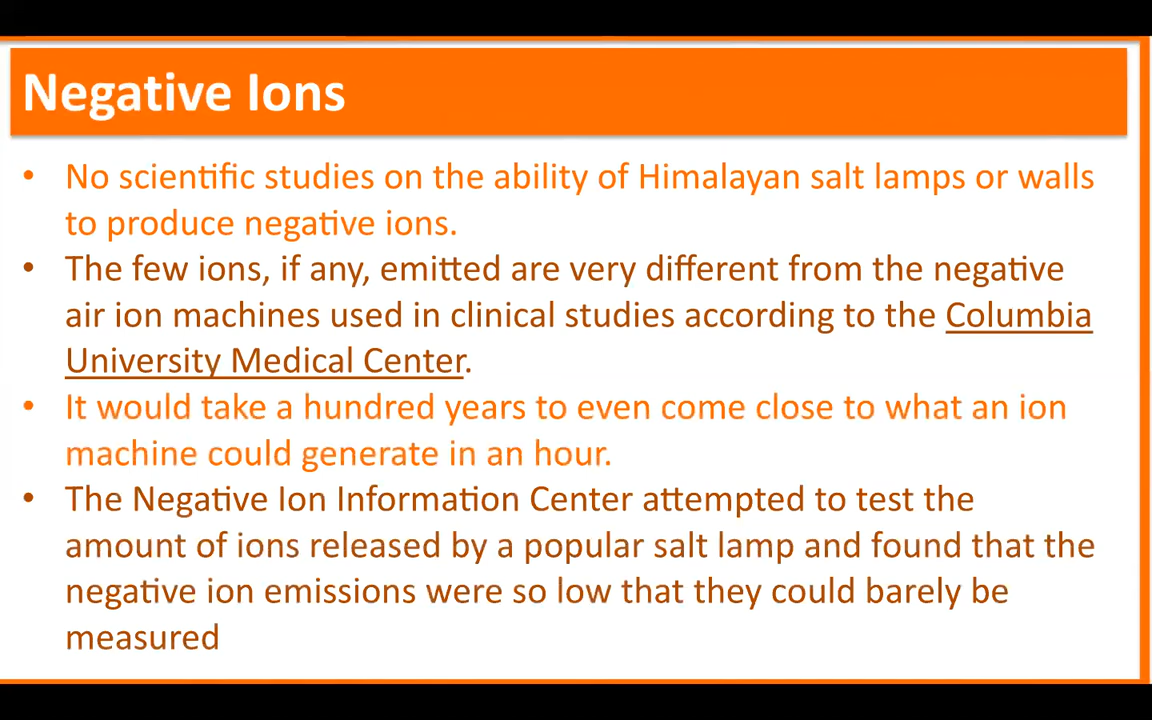 Negative Ions
• No scientific studies on the ability of Himalayan salt lamps or walls
to produce negative ions.
• The few ions, if any, emitted are very different from the negative
air ion machines used in clinical studies according to the Columbia
University Medical Center.
• It would take a hundred years to even come close to what an ion
machine could generate in an hour.
• The Negative Ion Information Center attempted to test the
amount of ions released by a popular salt lamp and found that the
negative ion emissions were so low that they could barely be
measured